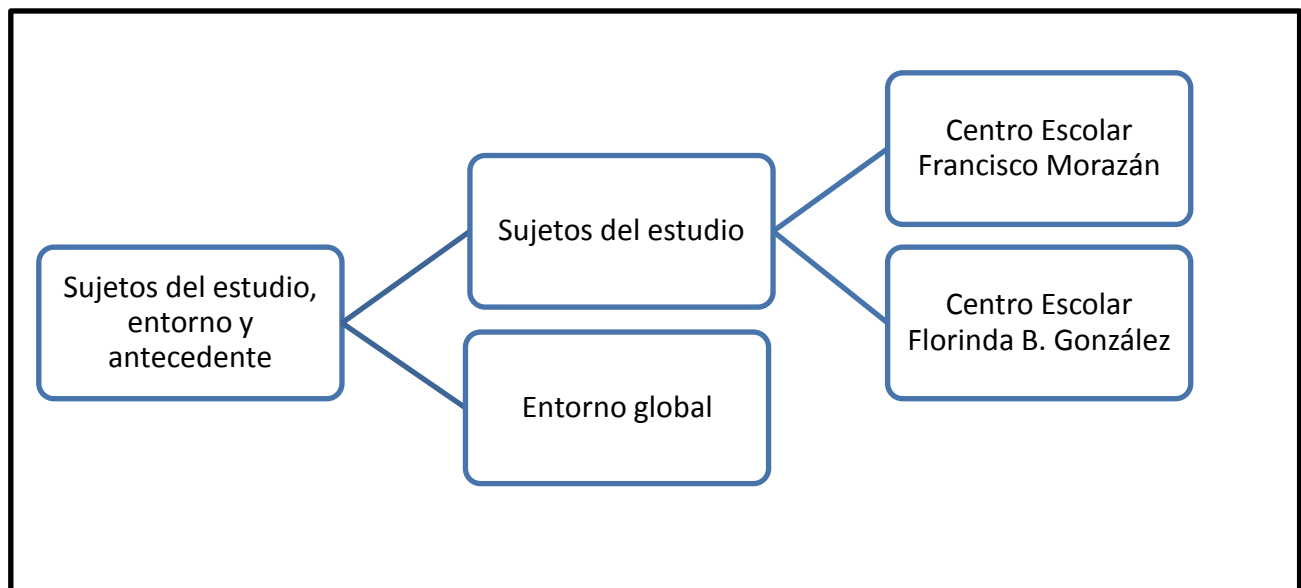 Sujetos del estudio,
entorno y
antecedente
Sujetos del estudio
Entorno global
Centro Escolar
Francisco Morazán
Centro Escolar
Florinda B. González